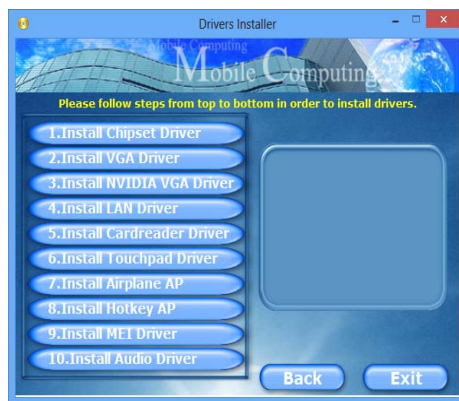 Drivers Installer
Mobile Computing
Mobile Computing
Please follow steps from top to bottom in order to install drivers.
1.Install Chipset Driver
2.Install VGA Driver
3.Install NVIDIA VGA Driver
4.Install LAN Driver
5.Install Cardreader Driver
6.Install Touchpad Driver
7.Install Airplane AP
8.Install Hotkey AP
9.Install MEI Driver
10.Install Audio Driver
Back
Exit